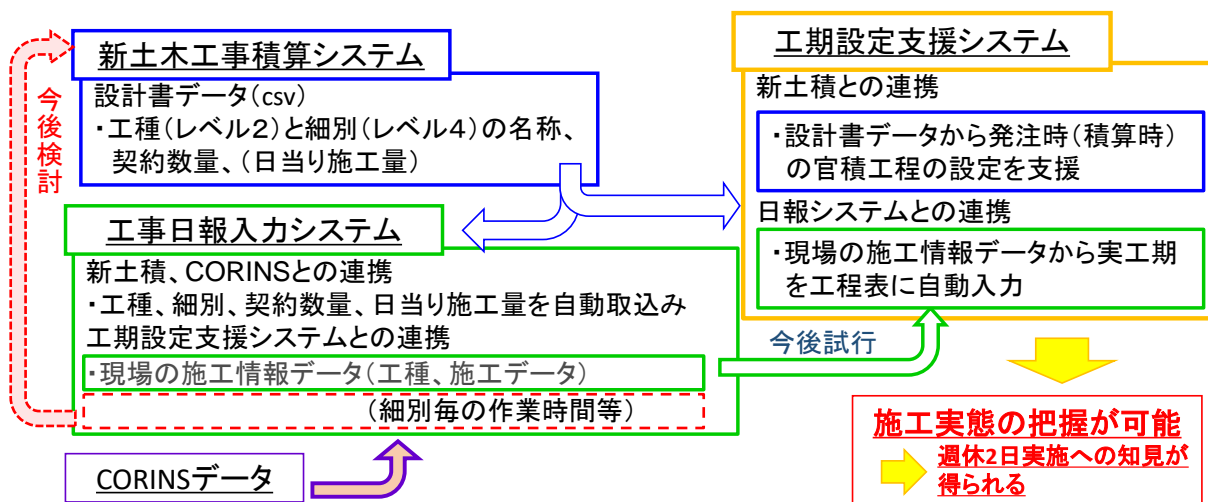 新土木工事積算システム
設計書データ(csv)
・工種(レベル2)と細別(レベル4)の名称、
契約数量、(日当り施工量)
今後検討
工事日報入力システム
新土積、CORINSとの連携
・工種、細別、契約数量、日当り施工量を自動取込み
工期設定支援システムとの連携
・現場の施工情報データ(工種、施工データ)
(細別毎の作業時間等)
CORINSデータ
工期設定支援システム
新土積との連携
・設計書データから発注時(積算時)
の官積工程の設定を支援
日報システムとの連携
・現場の施工情報データから実工期
を工程表に自動入力
今後試行
施工実態の把握が可能
週休2日実施への知見が
得られる